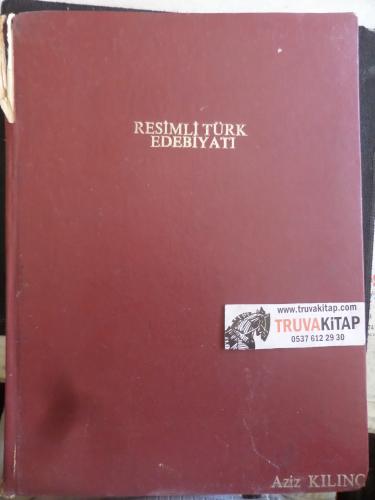 RESİMLİ TÜRK
EDEBİYATI
www.truvakitap.com
TRUVAKiTAP
0537 612 29 30
Aziz KILINÇ